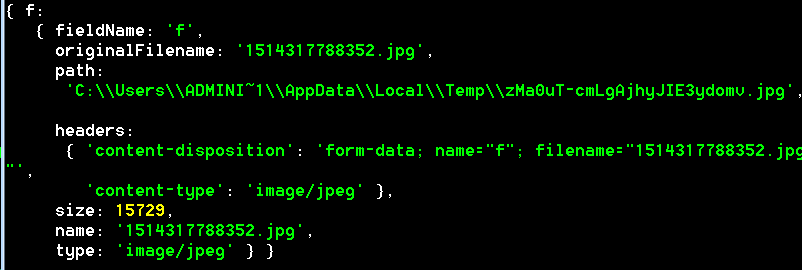 { f:
{ fieldName: 'f',
originalFilename: '1514317788352.jpg',
path:
'C:\\Users\\ADMINI~1\\AppData\\Local\\Temp\\zMa0uT-cmLgAjhyJIE3ydomv.jpg',
headers:
{ 'content-disposition': 'form-data; name="f"; filename="1514317788352.jpg
"',
'content-type': 'image/jpeg' },
size: 15729,
name: '1514317788352.jpg',
type: 'image/jpeg' } }